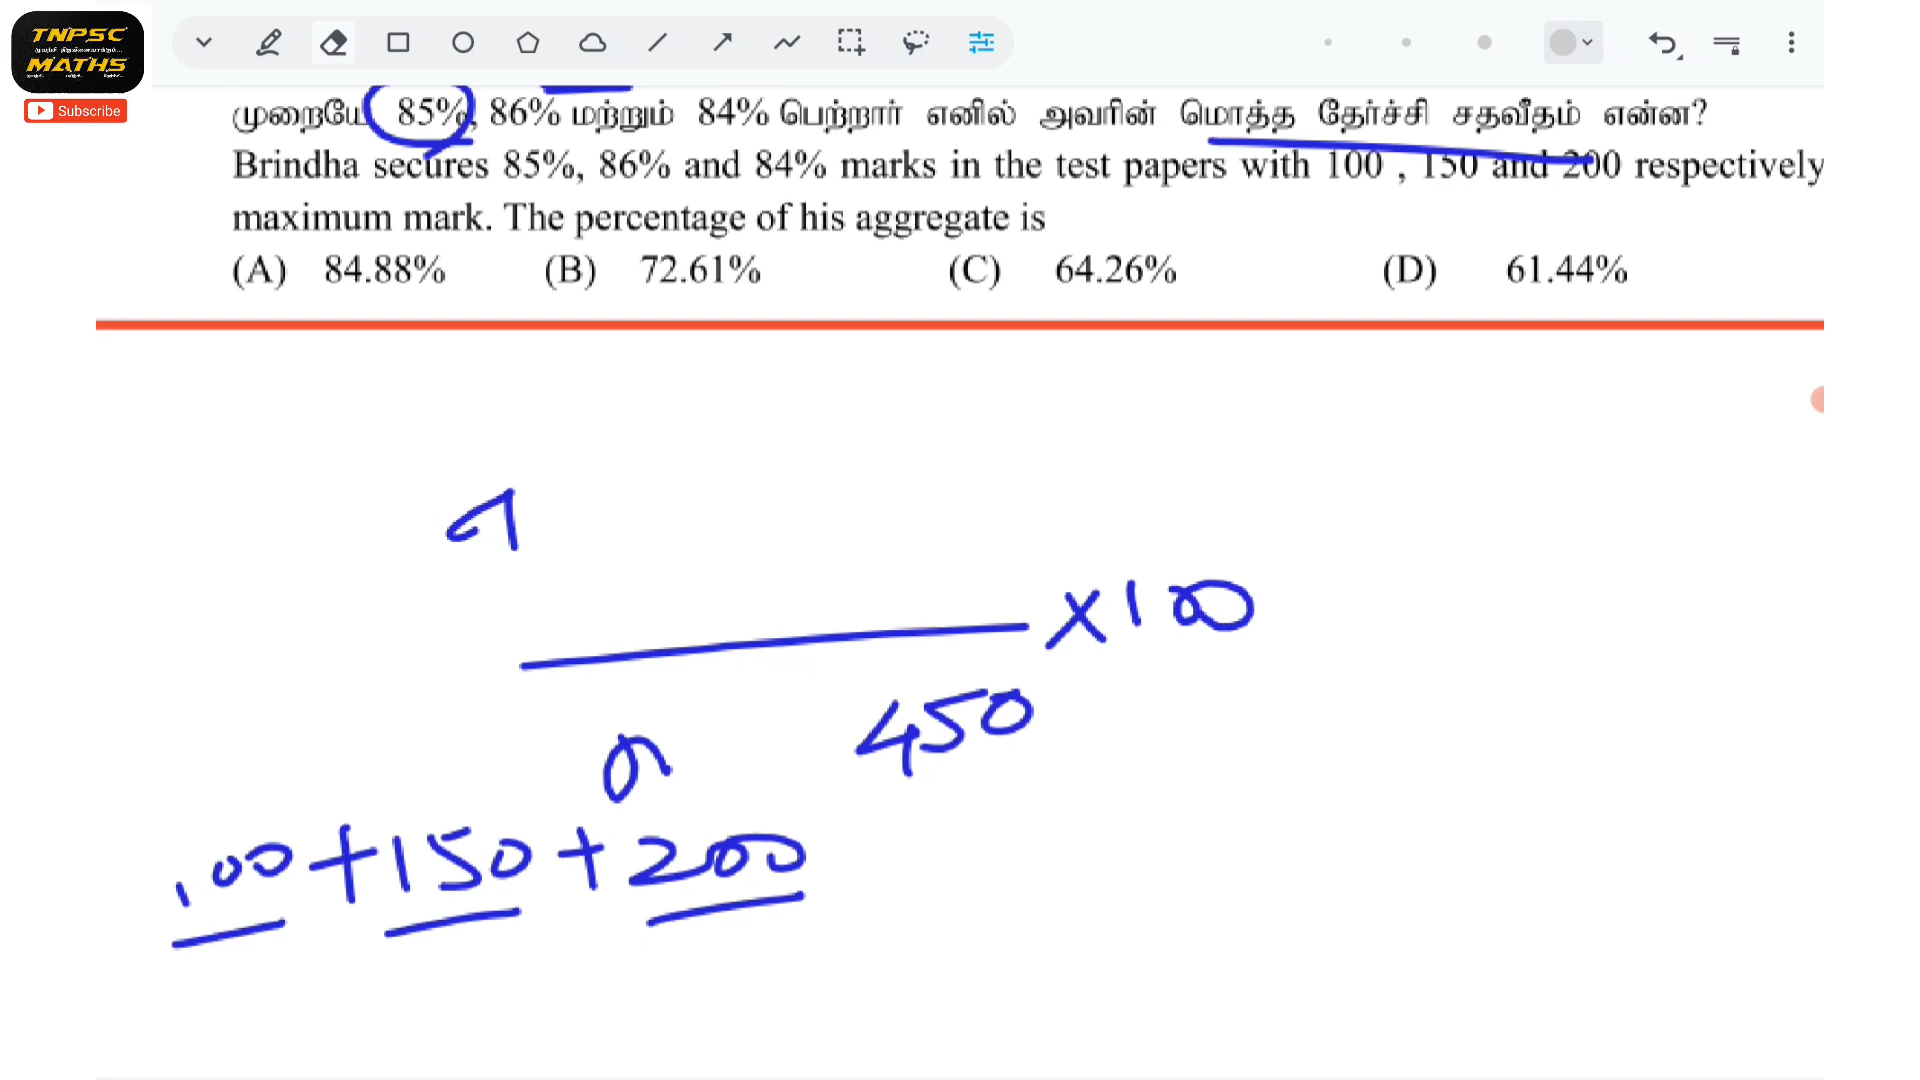 TNPSC
MATHS
Subscribe
முறையே 85%, 86% மற்றும் 84% பெற்றார் எனில் அவரின் மொத்த தேர்ச்சி சதவீதம் என்ன?
Brindha secures 85%, 86% and 84% marks in the test papers with 100 , 150 and 200 respectively
maximum mark. The percentage of his aggregate is
(A) 84.88% (B) 72.61% (C) 64.26% (D) 61.44%
×100
450
100+150+200